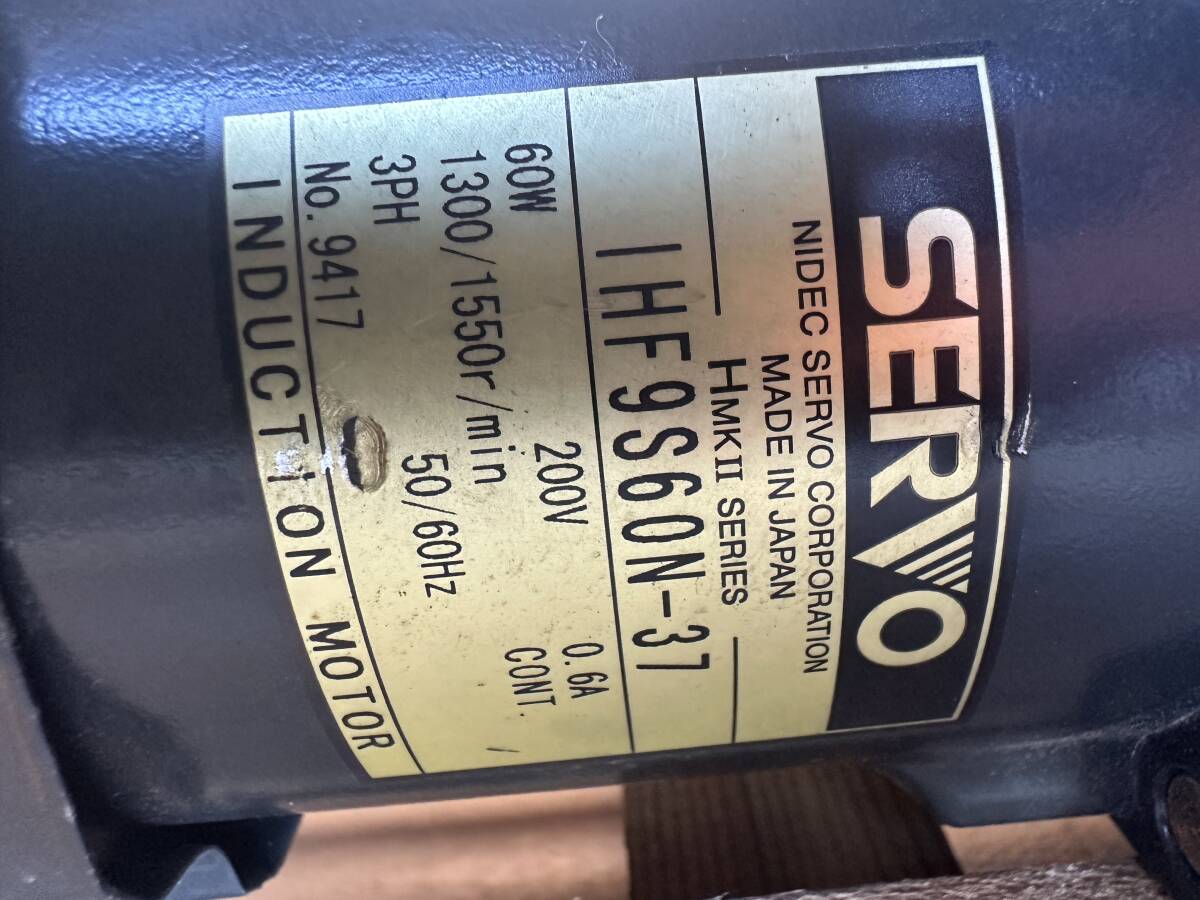 SERVO
NIDEC SERVO CORPORATION
MADE IN JAPAN
HMKII SERIES
IHF9S60N-37
60W 200V 0.6A
1300/1550r/min CONT.
3PH 50/60Hz
No. 9417
INDUCTION MOTOR